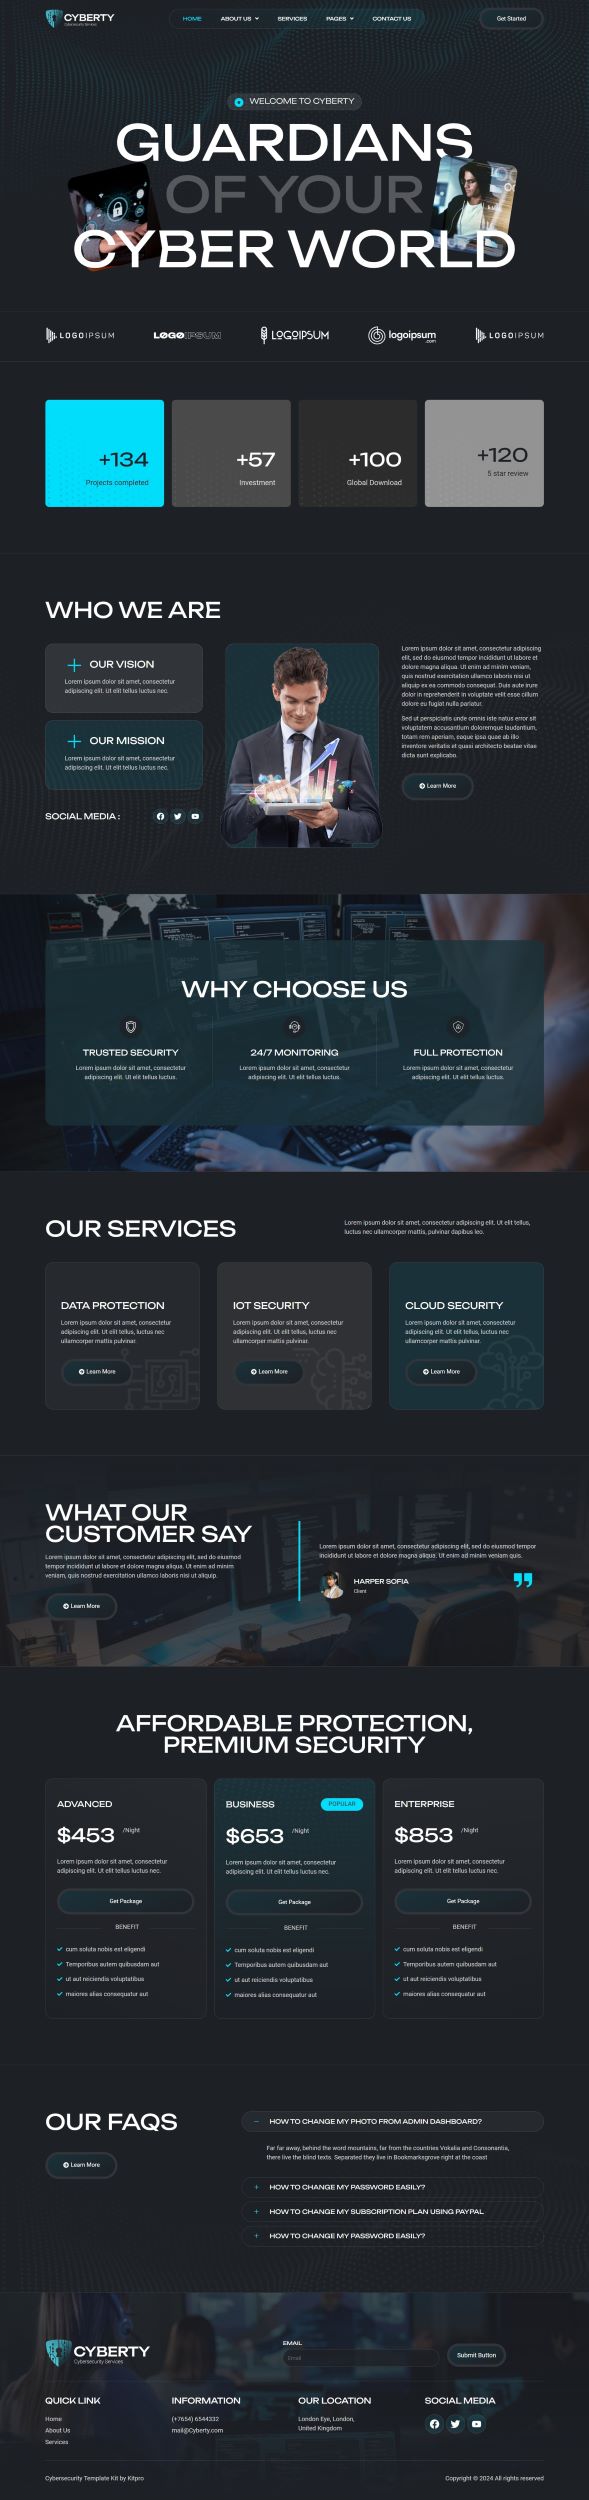 CYBERTY
Cybersecurity Services
HOME
ABOUT US
SERVICES
PAGES
CONTACT US
Get Started
WELCOME TO CYBERTY
GUARDIANS
OF YOUR
CYBER WORLD
LOGOIPSUM
LOGOIPSUM
LOGOIPSUM
logoipsum
.com
LOGOIPSUM
+134
Projects completed
+57
Investment
+100
Global Download
+120
5 star review
WHO WE ARE
OUR VISION
Lorem ipsum dolor sit amet, consectetur
adipiscing elit. Ut elit tellus luctus nec.
OUR MISSION
Lorem ipsum dolor sit amet, consectetur
adipiscing elit. Ut elit tellus luctus nec.
SOCIAL MEDIA :
Lorem ipsum dolor sit amet, consectetur adipiscing
elit, sed do eiusmod tempor incididunt ut labore et
dolore magna aliqua. Ut enim ad minim veniam,
quis nostrud exercitation ullamco laboris nisi ut
aliquip ex ea commodo consequat. Duis aute irure
dolor in reprehenderit in voluptate velit esse cillum
dolore eu fugiat nulla pariatur.
Sed ut perspiciatis unde omnis iste natus error sit
voluptatem accusantium doloremque laudantium,
totam rem aperiam, eaque ipsa quae ab illo
inventore veritatis et quasi architecto beatae vitae
dicta sunt explicabo.
Learn More
WHY CHOOSE US
TRUSTED SECURITY
Lorem ipsum dolor sit amet, consectetur
adipiscing elit. Ut elit tellus luctus.
24/7 MONITORING
Lorem ipsum dolor sit amet, consectetur
adipiscing elit. Ut elit tellus luctus.
FULL PROTECTION
Lorem ipsum dolor sit amet, consectetur
adipiscing elit. Ut elit tellus luctus.
OUR SERVICES
Lorem ipsum dolor sit amet, consectetur adipiscing elit. Ut elit tellus,
luctus nec ullamcorper mattis, pulvinar dapibus leo.
DATA PROTECTION
Lorem ipsum dolor sit amet, consectetur
adipiscing elit. Ut elit tellus, luctus nec
ullamcorper mattis pulvinar.
Learn More
IOT SECURITY
Lorem ipsum dolor sit amet, consectetur
adipiscing elit. Ut elit tellus, luctus nec
ullamcorper mattis pulvinar.
Learn More
CLOUD SECURITY
Lorem ipsum dolor sit amet, consectetur
adipiscing elit. Ut elit tellus, luctus nec
ullamcorper mattis pulvinar.
Learn More
WHAT OUR
CUSTOMER SAY
Lorem ipsum dolor sit amet, consectetur adipiscing elit, sed do eiusmod
tempor incididunt ut labore et dolore magna aliqua. Ut enim ad minim
veniam, quis nostrud exercitation ullamco laboris nisi ut aliquip.
Learn More
Lorem ipsum dolor sit amet, consectetur adipiscing elit, sed do eiusmod tempor
incididunt ut labore et dolore magna aliqua. Ut enim ad minim veniam quis.
HARPER SOFIA
Client
AFFORDABLE PROTECTION,
PREMIUM SECURITY
ADVANCED
$453 /Night
Lorem ipsum dolor sit amet, consectetur
adipiscing elit. Ut elit tellus luctus nec.
Get Package
BENEFIT
cum soluta nobis est eligendi
Temporibus autem quibusdam aut
ut aut reiciendis voluptatibus
maiores alias consequatur aut
BUSINESS
POPULAR
$653 /Night
Lorem ipsum dolor sit amet, consectetur
adipiscing elit. Ut elit tellus luctus nec.
Get Package
BENEFIT
cum soluta nobis est eligendi
Temporibus autem quibusdam aut
ut aut reiciendis voluptatibus
maiores alias consequatur aut
ENTERPRISE
$853 /Night
Lorem ipsum dolor sit amet, consectetur
adipiscing elit. Ut elit tellus luctus nec.
Get Package
BENEFIT
cum soluta nobis est eligendi
Temporibus autem quibusdam aut
ut aut reiciendis voluptatibus
maiores alias consequatur aut
OUR FAQS
Learn More
HOW TO CHANGE MY PHOTO FROM ADMIN DASHBOARD?
Far far away, behind the word mountains, far from the countries Vokalia and Consonantia,
there live the blind texts. Separated they live in Bookmarksgrove right at the coast
HOW TO CHANGE MY PASSWORD EASILY?
HOW TO CHANGE MY SUBSCRIPTION PLAN USING PAYPAL
HOW TO CHANGE MY PASSWORD EASILY?
CYBERTY
Cybersecurity Services
EMAIL
Email
Submit Button
QUICK LINK
Home
About Us
Services
INFORMATION
(+7654) 6544332
mail@Cyberty.com
OUR LOCATION
London Eye, London,
United Kingdom
SOCIAL MEDIA
Cybersecurity Template Kit by Kitpro
Copyright © 2024 All rights reserved